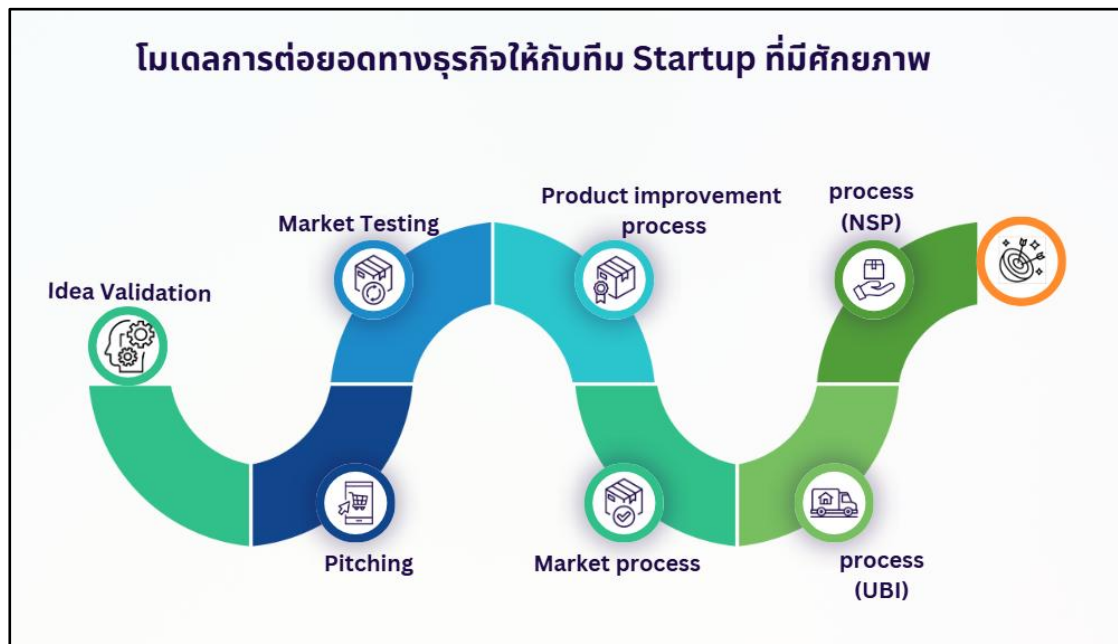 โมเดลการต่อยอดทางธุรกิจให้กับทีม Startup ที่มีศักยภาพ
Idea Validation
Pitching
Market Testing
Product improvement
process
Market process
process
(UBI)
process
(NSP)